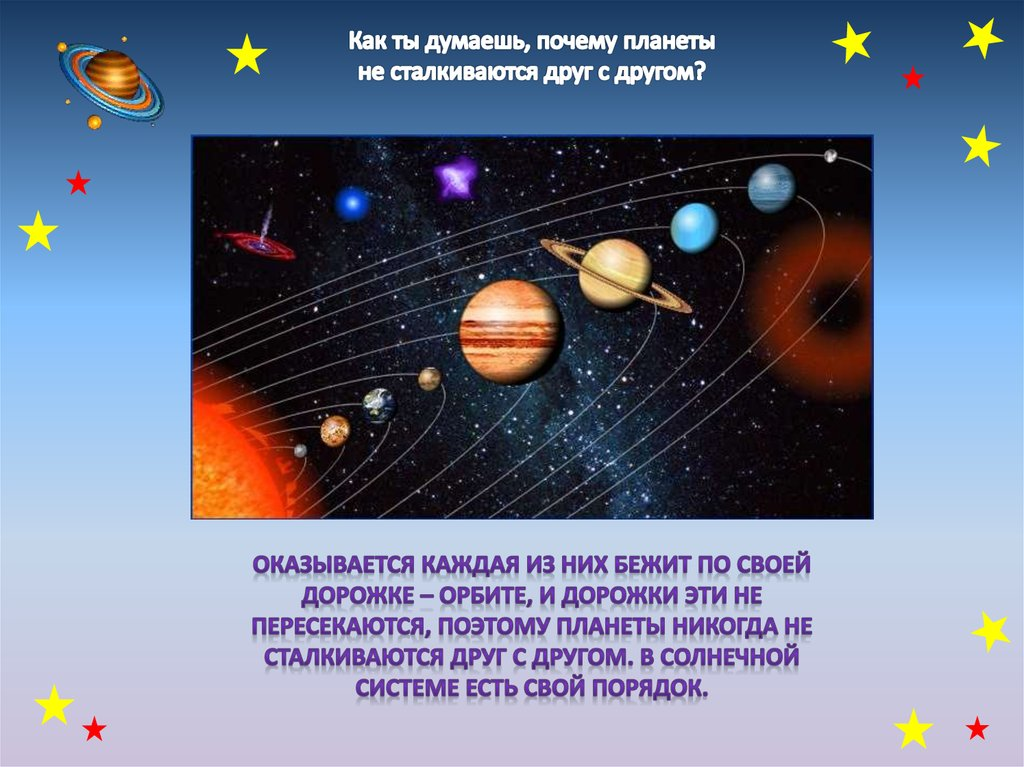 Как ты думаешь, почему планеты
не сталкиваются друг с другом?
ОКАЗЫВАЕТСЯ КАЖДАЯ ИЗ НИХ БЕЖИТ ПО СВОЕЙ
ДОРОЖКЕ – ОРБИТЕ, И ДОРОЖКИ ЭТИ НЕ
ПЕРЕСЕКАЮТСЯ, ПОЭТОМУ ПЛАНЕТЫ НИКОГДА НЕ
СТАЛКИВАЮТСЯ ДРУГ С ДРУГОМ. В СОЛНЕЧНОЙ
СИСТЕМЕ ЕСТЬ СВОЙ ПОРЯДОК.